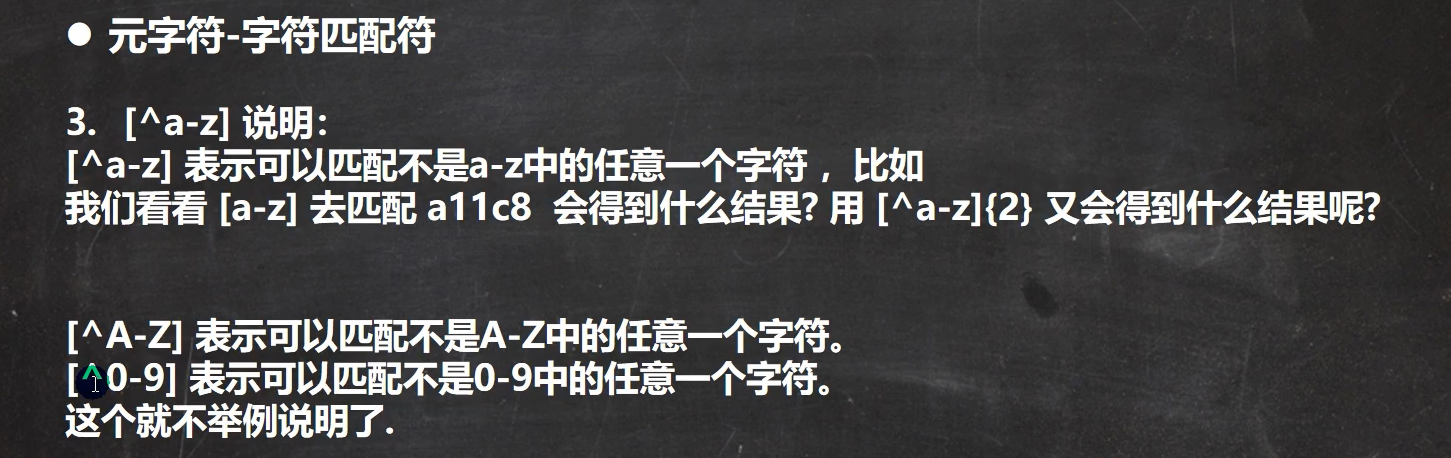 ● 元字符-字符匹配符
3. [^a-z] 说明：
[^a-z] 表示可以匹配不是a-z中的任意一个字符 ，比如
我们看看 [a-z] 去匹配 a11c8 会得到什么结果? 用 [^a-z]{2} 又会得到什么结果呢?
[^A-Z] 表示可以匹配不是A-Z中的任意一个字符。
[^0-9] 表示可以匹配不是0-9中的任意一个字符。
这个就不举例说明了.